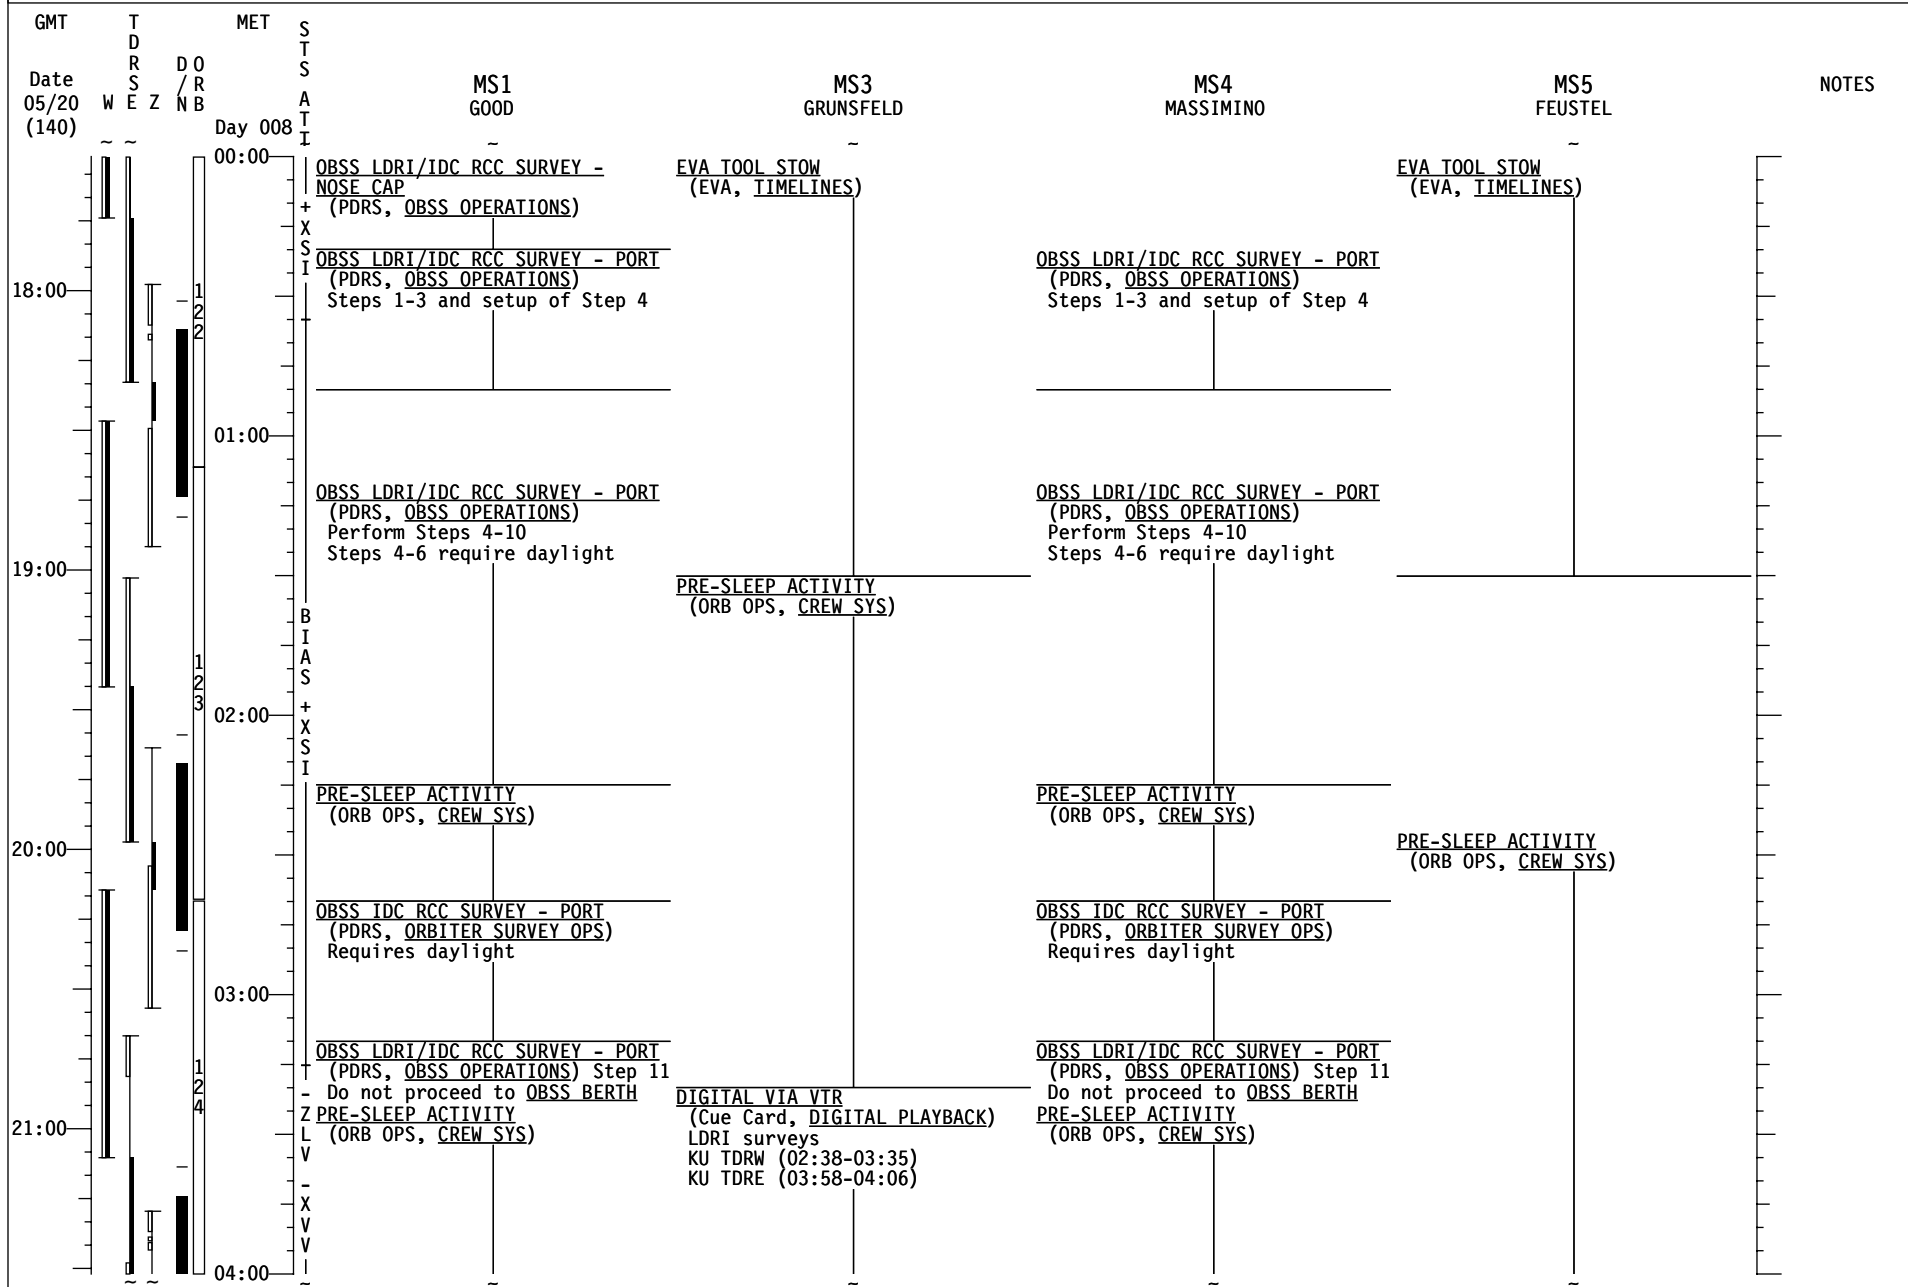 GMT
TDRS
MET
STS ATT
Date
05/20
(140)
W E Z
D/N
ORB
Day 008
MS1
GOOD
MS3
GRUNSFELD
MS4
MASSIMINO
MS5
FEUSTEL
NOTES
00:00
01:00
02:00
03:00
04:00
18:00
19:00
20:00
21:00
122
123
124
+XSI
BIAS +XSI
-ZLV -XVV
OBSS LDRI/IDC RCC SURVEY -
NOSE CAP
(PDRS, OBSS OPERATIONS)
OBSS LDRI/IDC RCC SURVEY - PORT
(PDRS, OBSS OPERATIONS)
Steps 1-3 and setup of Step 4
OBSS LDRI/IDC RCC SURVEY - PORT
(PDRS, OBSS OPERATIONS)
Perform Steps 4-10
Steps 4-6 require daylight
PRE-SLEEP ACTIVITY
(ORB OPS, CREW SYS)
OBSS IDC RCC SURVEY - PORT
(PDRS, ORBITER SURVEY OPS)
Requires daylight
OBSS LDRI/IDC RCC SURVEY - PORT
(PDRS, OBSS OPERATIONS) Step 11
Do not proceed to OBSS BERTH
PRE-SLEEP ACTIVITY
(ORB OPS, CREW SYS)
EVA TOOL STOW
(EVA, TIMELINES)
PRE-SLEEP ACTIVITY
(ORB OPS, CREW SYS)
DIGITAL VIA VTR
(Cue Card, DIGITAL PLAYBACK)
LDRI surveys
KU TDRW (02:38-03:35)
KU TDRE (03:58-04:06)
OBSS LDRI/IDC RCC SURVEY - PORT
(PDRS, OBSS OPERATIONS)
Steps 1-3 and setup of Step 4
OBSS LDRI/IDC RCC SURVEY - PORT
(PDRS, OBSS OPERATIONS)
Perform Steps 4-10
Steps 4-6 require daylight
PRE-SLEEP ACTIVITY
(ORB OPS, CREW SYS)
OBSS IDC RCC SURVEY - PORT
(PDRS, ORBITER SURVEY OPS)
Requires daylight
OBSS LDRI/IDC RCC SURVEY - PORT
(PDRS, OBSS OPERATIONS) Step 11
Do not proceed to OBSS BERTH
PRE-SLEEP ACTIVITY
(ORB OPS, CREW SYS)
EVA TOOL STOW
(EVA, TIMELINES)
PRE-SLEEP ACTIVITY
(ORB OPS, CREW SYS)